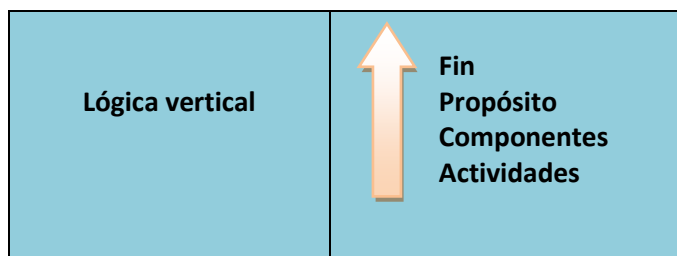 Lógica vertical
Fin
Propósito
Componentes
Actividades